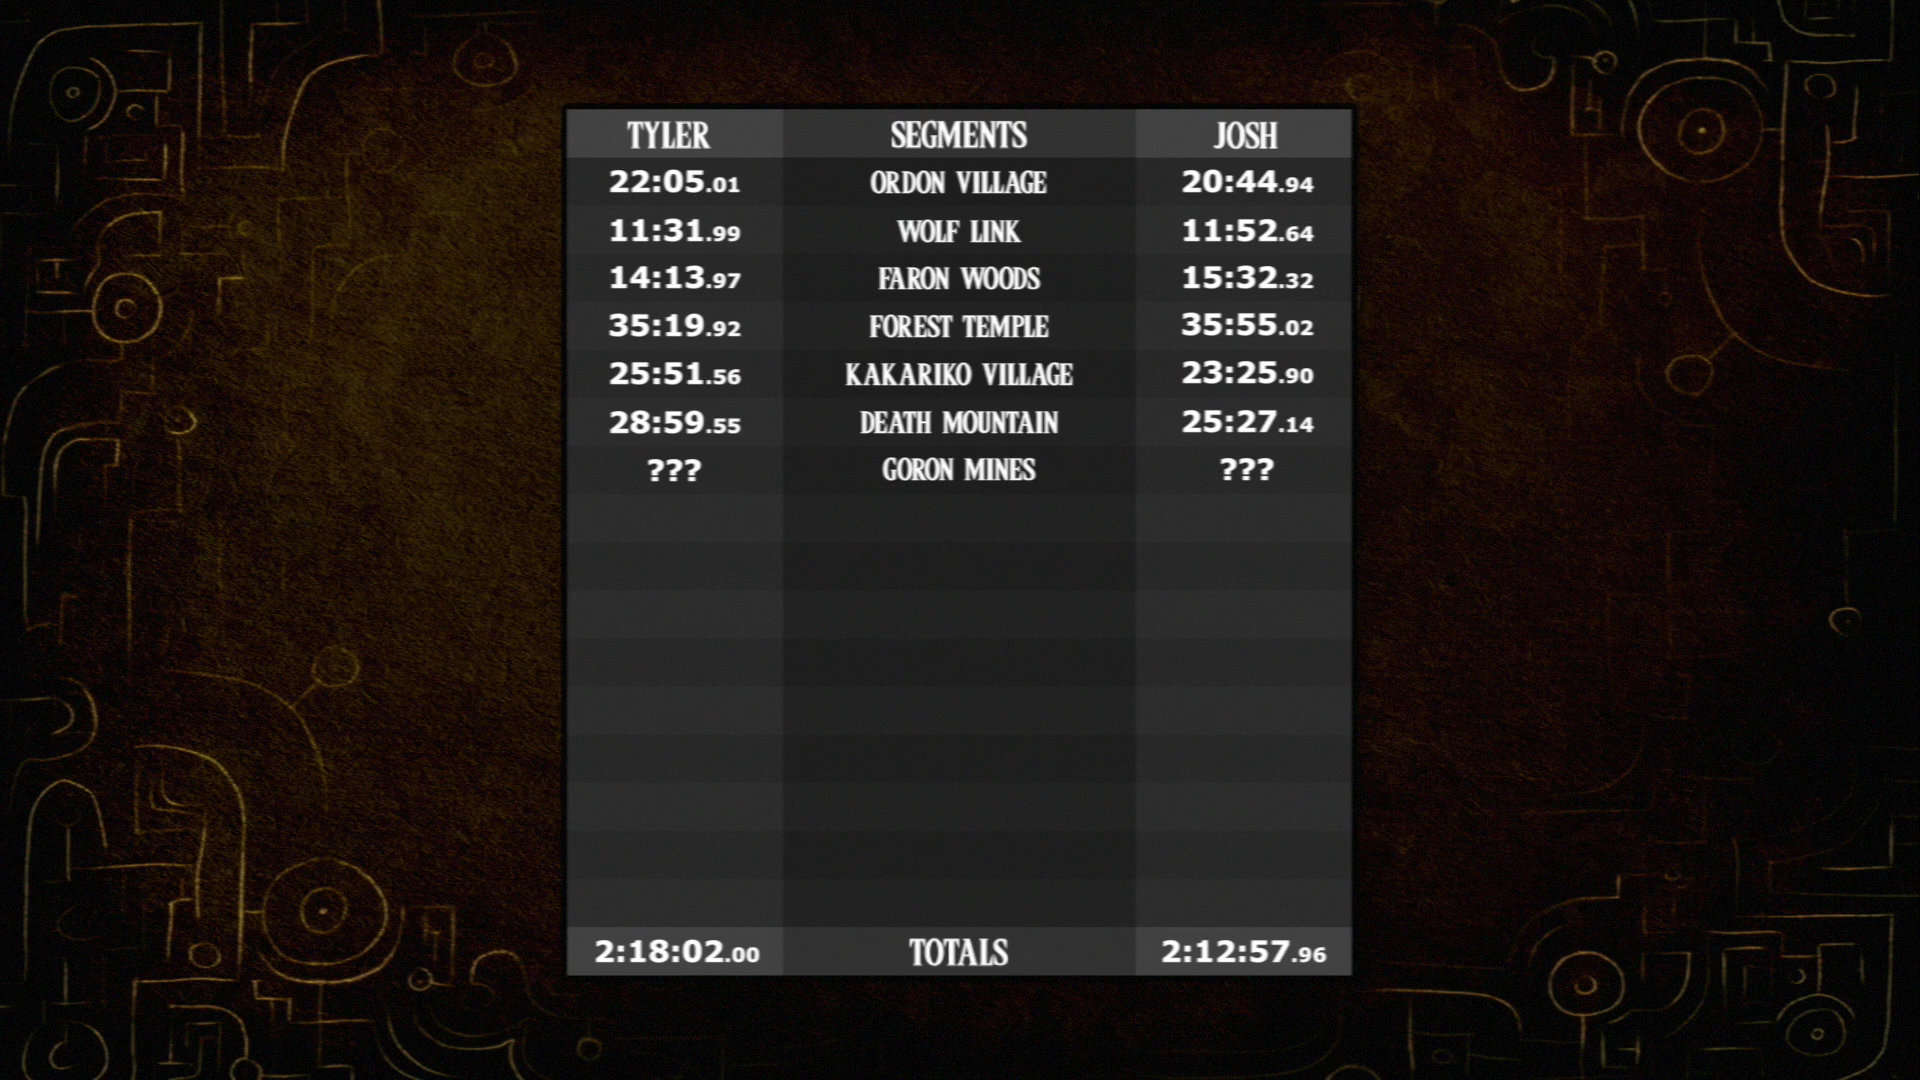 TYLER SEGMENTS JOSH
22:05.01 ORDON VILLAGE 20:44.94
11:31.99 WOLF LINK 11:52.64
14:13.97 FARON WOODS 15:32.32
35:19.92 FOREST TEMPLE 35:55.02
25:51.56 KAKARIKO VILLAGE 23:25.90
28:59.55 DEATH MOUNTAIN 25:27.14
??? GORON MINES ???
2:18:02.00 TOTALS 2:12:57.96